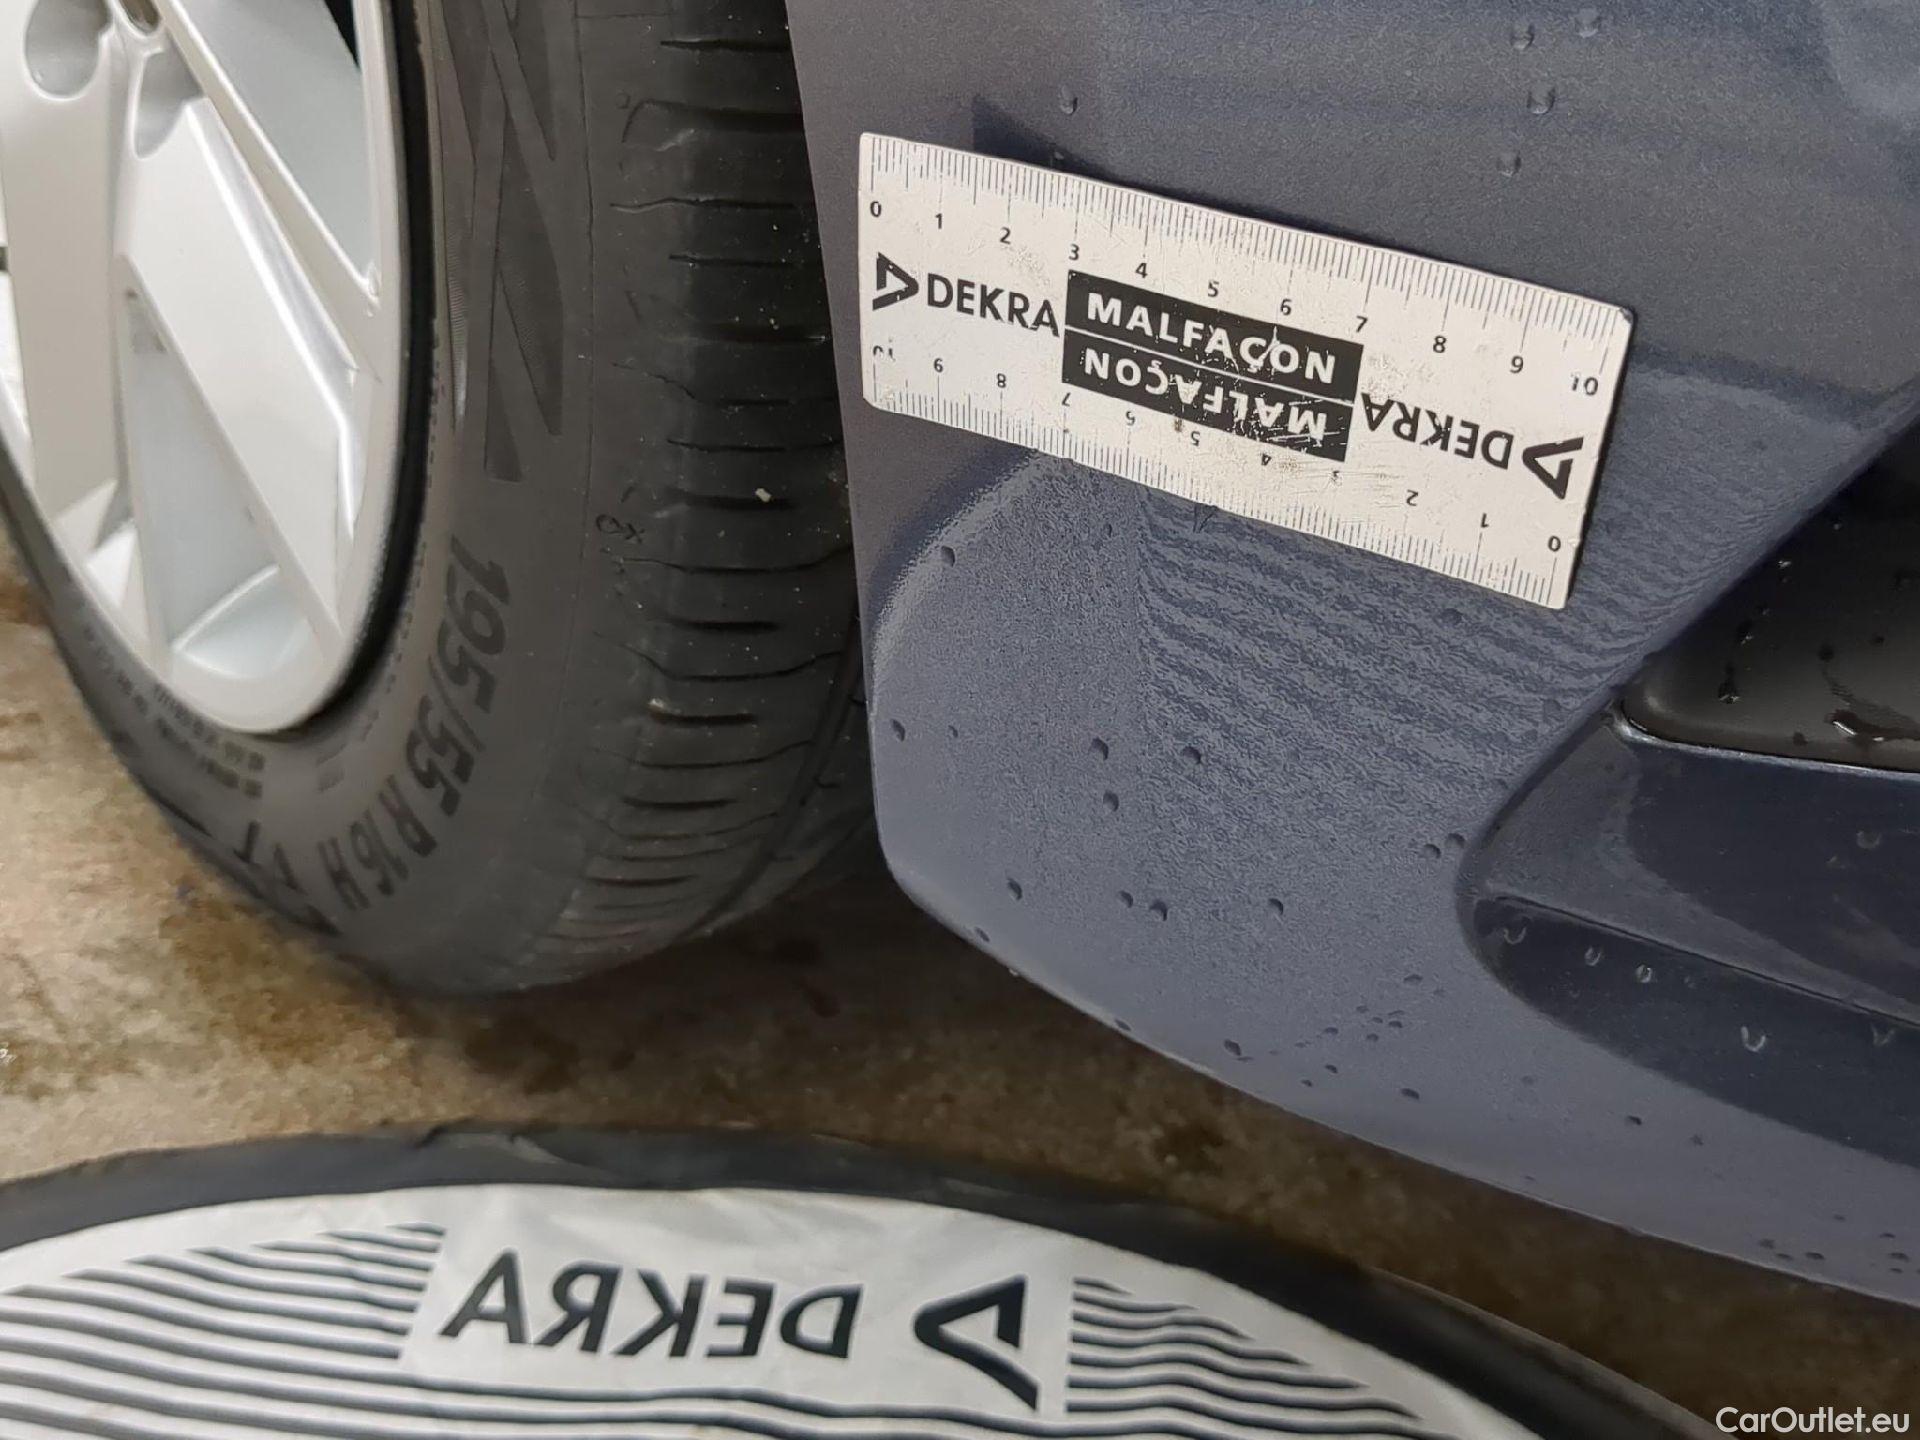 0 1 2 3 4 5 6 7 8 9 10
DEKRA MALFAÇON
MALFAÇON DEKRA
10 9 8 7 6 5 4 3 2 1 0
195/55 R 16 H
DEKRA
CarOutlet.eu